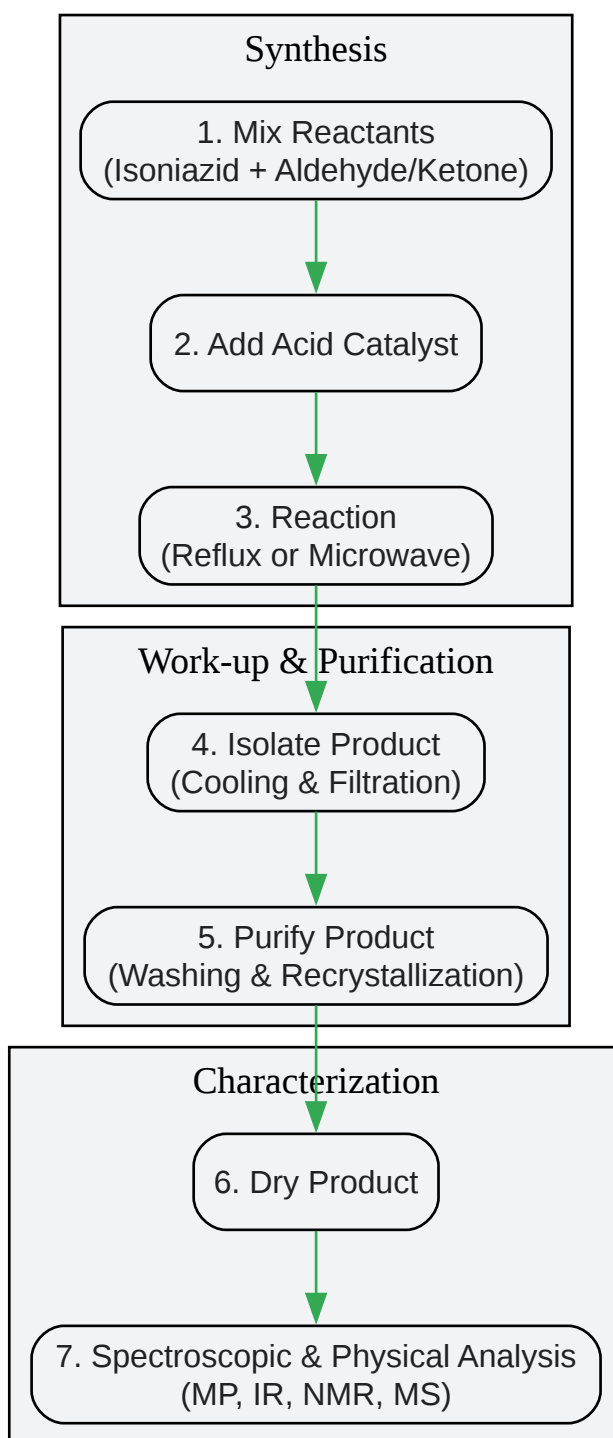 Synthesis
1. Mix Reactants
(Isoniazid + Aldehyde/Ketone)
2. Add Acid Catalyst
3. Reaction
(Reflux or Microwave)
Work-up & Purification
4. Isolate Product
(Cooling & Filtration)
5. Purify Product
(Washing & Recrystallization)
Characterization
6. Dry Product
7. Spectroscopic & Physical Analysis
(MP, IR, NMR, MS)